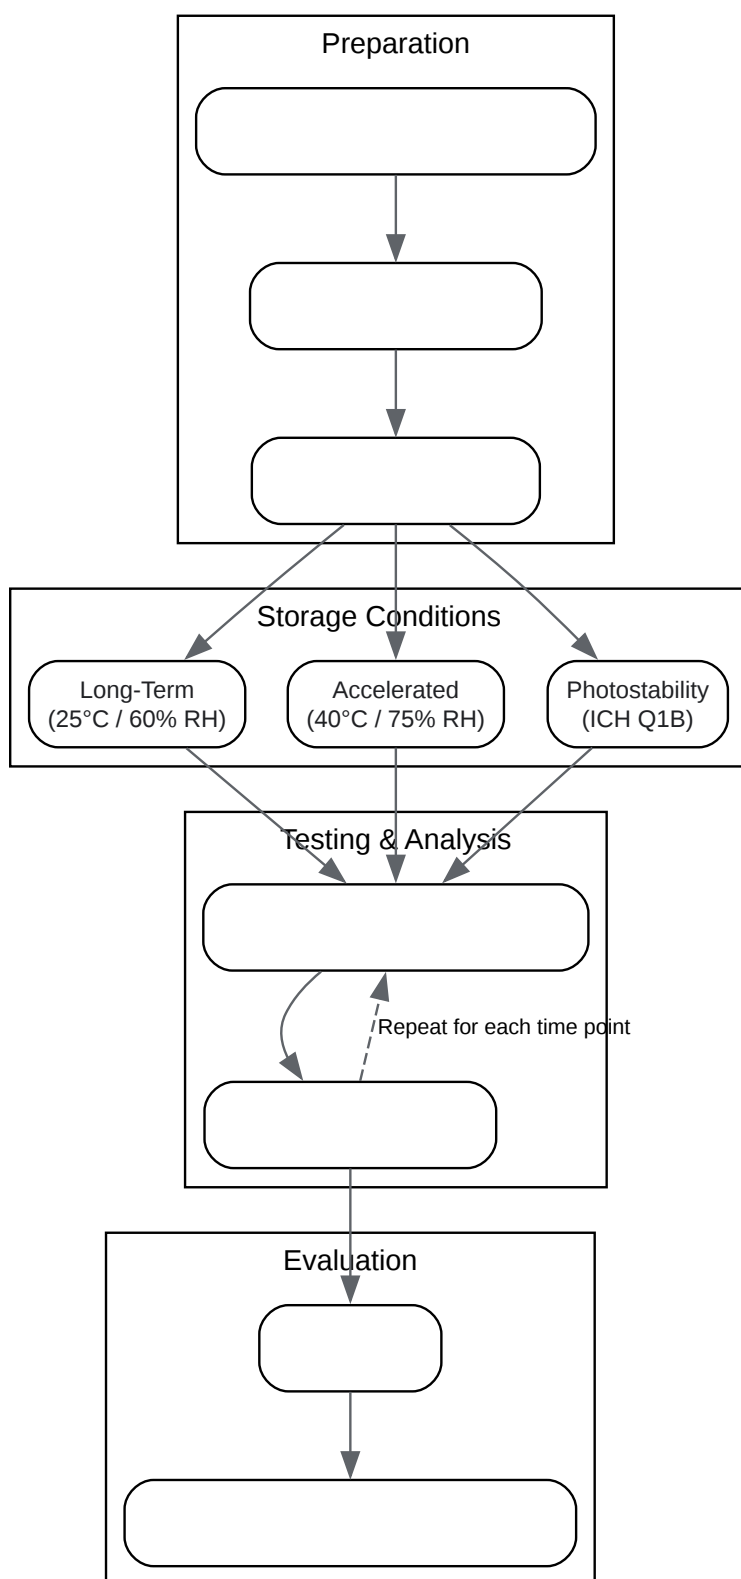 Preparation
Storage Conditions
Long-Term
(25°C / 60% RH)
Accelerated
(40°C / 75% RH)
Photostability
(ICH Q1B)
Testing & Analysis
Repeat for each time point
Evaluation